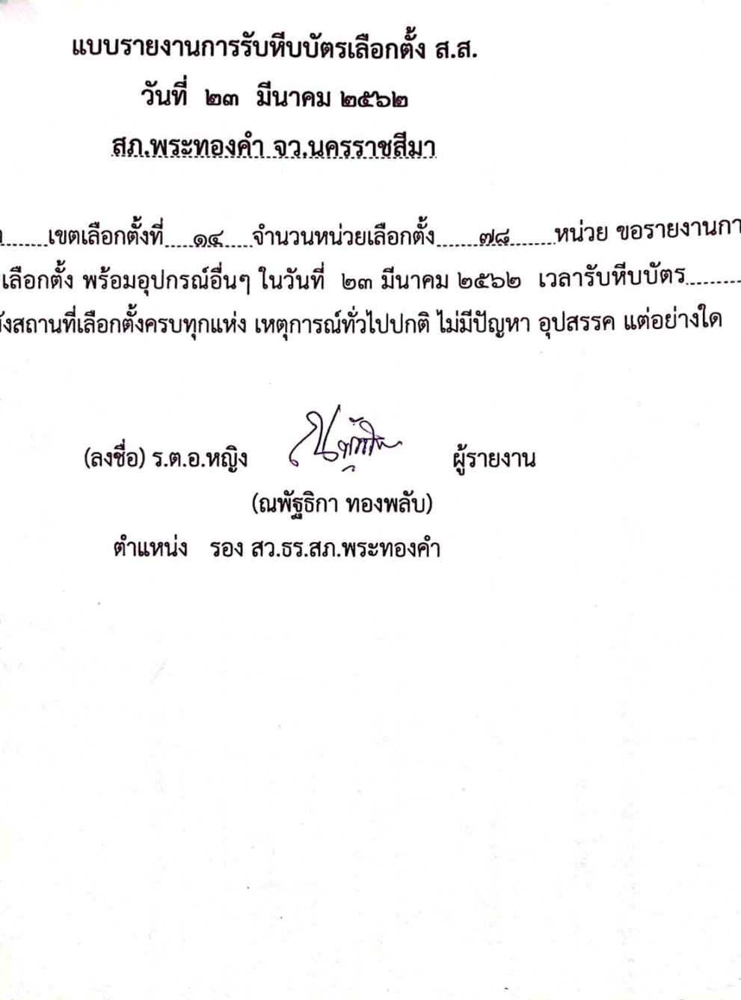 แบบรายงานการรับหีบบัตรเลือกตั้ง ส.ส.
วันที่ ๒๓ มีนาคม ๒๕๖๒
สภ.พระทองคำ จว.นครราชสีมา
......เขตเลือกตั้งที่.....๑๔.....จำนวนหน่วยเลือกตั้ง.......๗๘........หน่วย ขอรายงานกา
เลือกตั้ง พร้อมอุปกรณ์อื่นๆ ในวันที่ ๒๓ มีนาคม ๒๕๖๒ เวลารับหีบบัตร..........
ังสถานที่เลือกตั้งครบทุกแห่ง เหตุการณ์ทั่วไปปกติ ไม่มีปัญหา อุปสรรค แต่อย่างใด
(ลงชื่อ) ร.ต.อ.หญิง ผู้รายงาน
(ณพัฐธิกา ทองพลับ)
ตำแหน่ง รอง สว.ธร.สภ.พระทองคำ